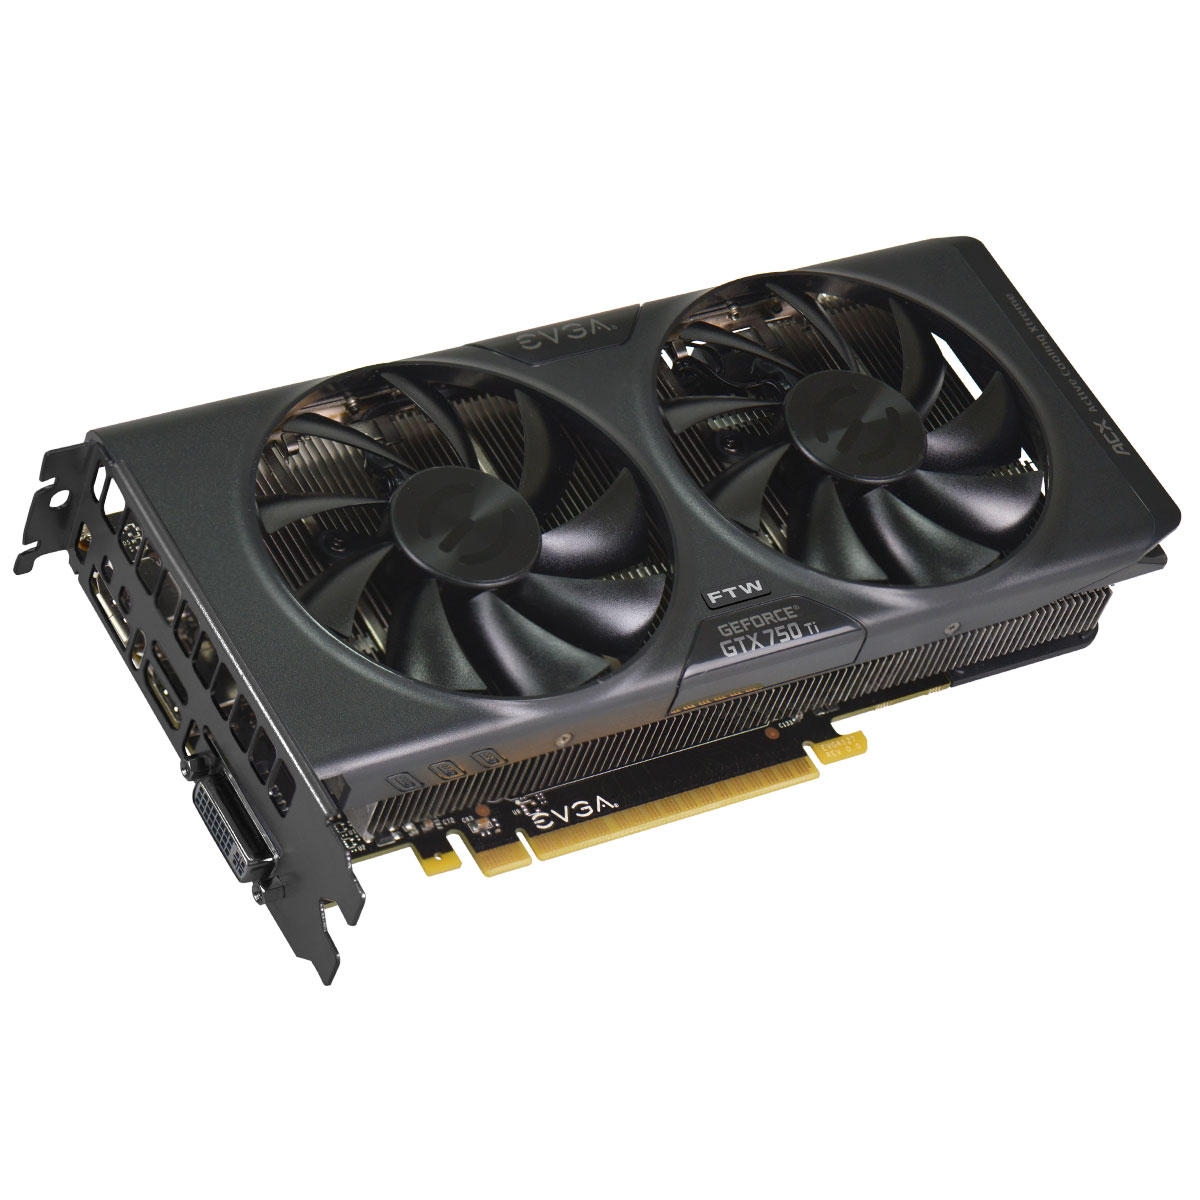 EVGA
ACX Active Cooling Xtreme
FTW
GEFORCE®
GTX 750 Ti
EVGA®